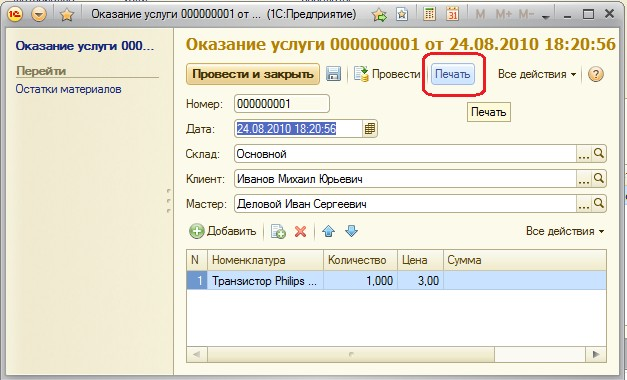 Оказание услуги 000000001 от ... (1С:Предприятие)
M M+ M-
Оказание услуги 000...
Перейти
Остатки материалов
Оказание услуги 000000001 от 24.08.2010 18:20:56
Провести и закрыть Провести Печать Все действия
Номер: 000000001
Печать
Дата: 24.08.2010 18:20:56
Склад: Основной
Клиент: Иванов Михаил Юрьевич
Мастер: Деловой Иван Сергеевич
Добавить Все действия
N Номенклатура Количество Цена Сумма
1 Транзистор Philips ... 1,000 3,00